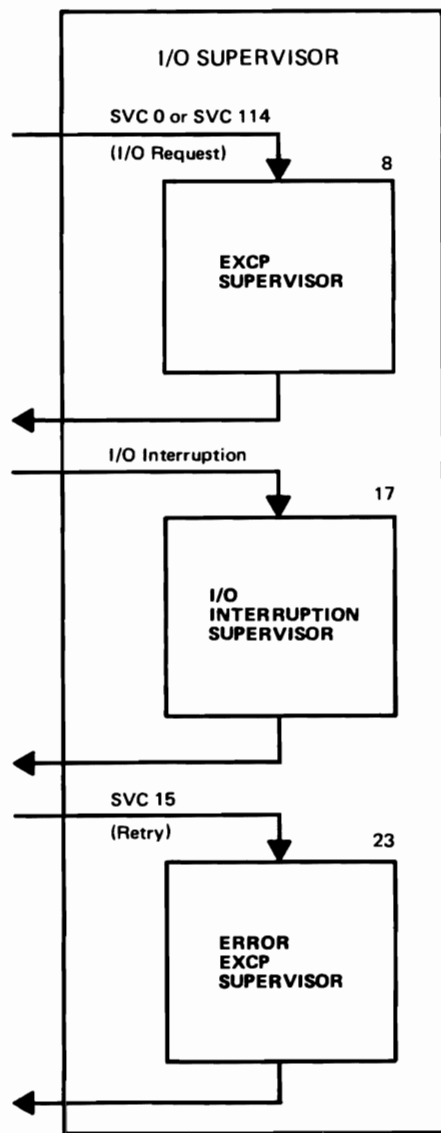 I/O SUPERVISOR
SVC 0 or SVC 114
(I/O Request)
8
EXCP
SUPERVISOR
I/O Interruption
17
I/O
INTERRUPTION
SUPERVISOR
SVC 15
(Retry)
23
ERROR
EXCP
SUPERVISOR